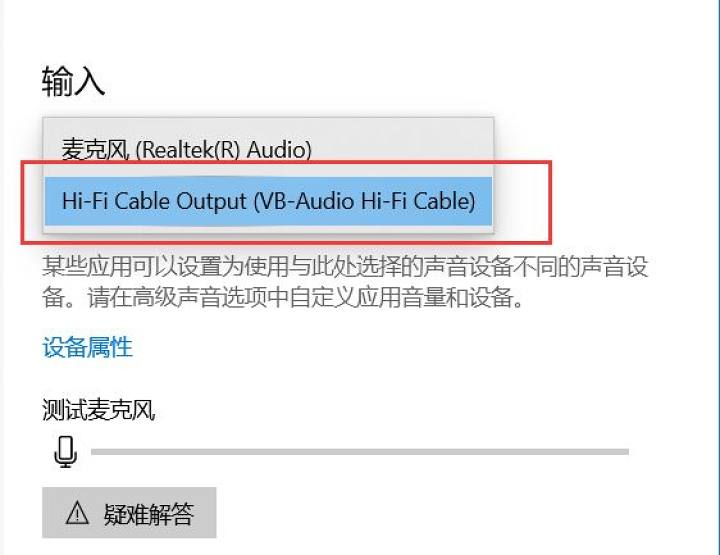 输入
麦克风 (Realtek(R) Audio)
Hi-Fi Cable Output (VB-Audio Hi-Fi Cable)
某些应用可以设置为使用与此处选择的声音设备不同的声音设
备。请在高级声音选项中自定义应用音量和设备。
设备属性
测试麦克风
疑难解答